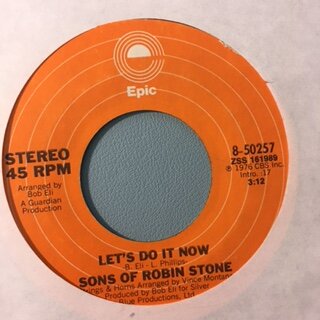 Epic
STEREO
45 RPM
Arranged by
Bob Eli
A Guardian
Production
8-50257
ZSS 161989
℗ 1976 CBS Inc.
Intro. :17
3:12
LET'S DO IT NOW
B. Eli - L. Phillips
SONS OF ROBIN STONE
ings & Horns Arranged by Vince Montan
Produced by Bob Eli for Silver
Blue Productions, Ltd